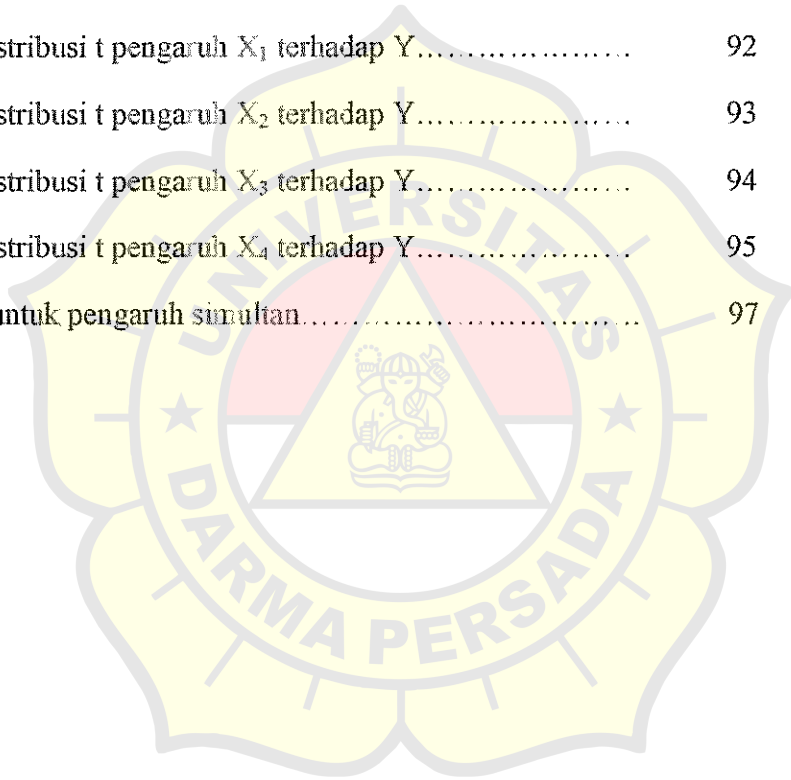 stribusi t pengaruh X₁ terhadap Y..................... 92
stribusi t pengaruh X₂ terhadap Y..................... 93
stribusi t pengaruh X₃ terhadap Y..................... 94
stribusi t pengaruh X₄ terhadap Y..................... 95
untuk pengaruh simultan.................................. 97
UNIVERSITAS
DARMA PERSADA